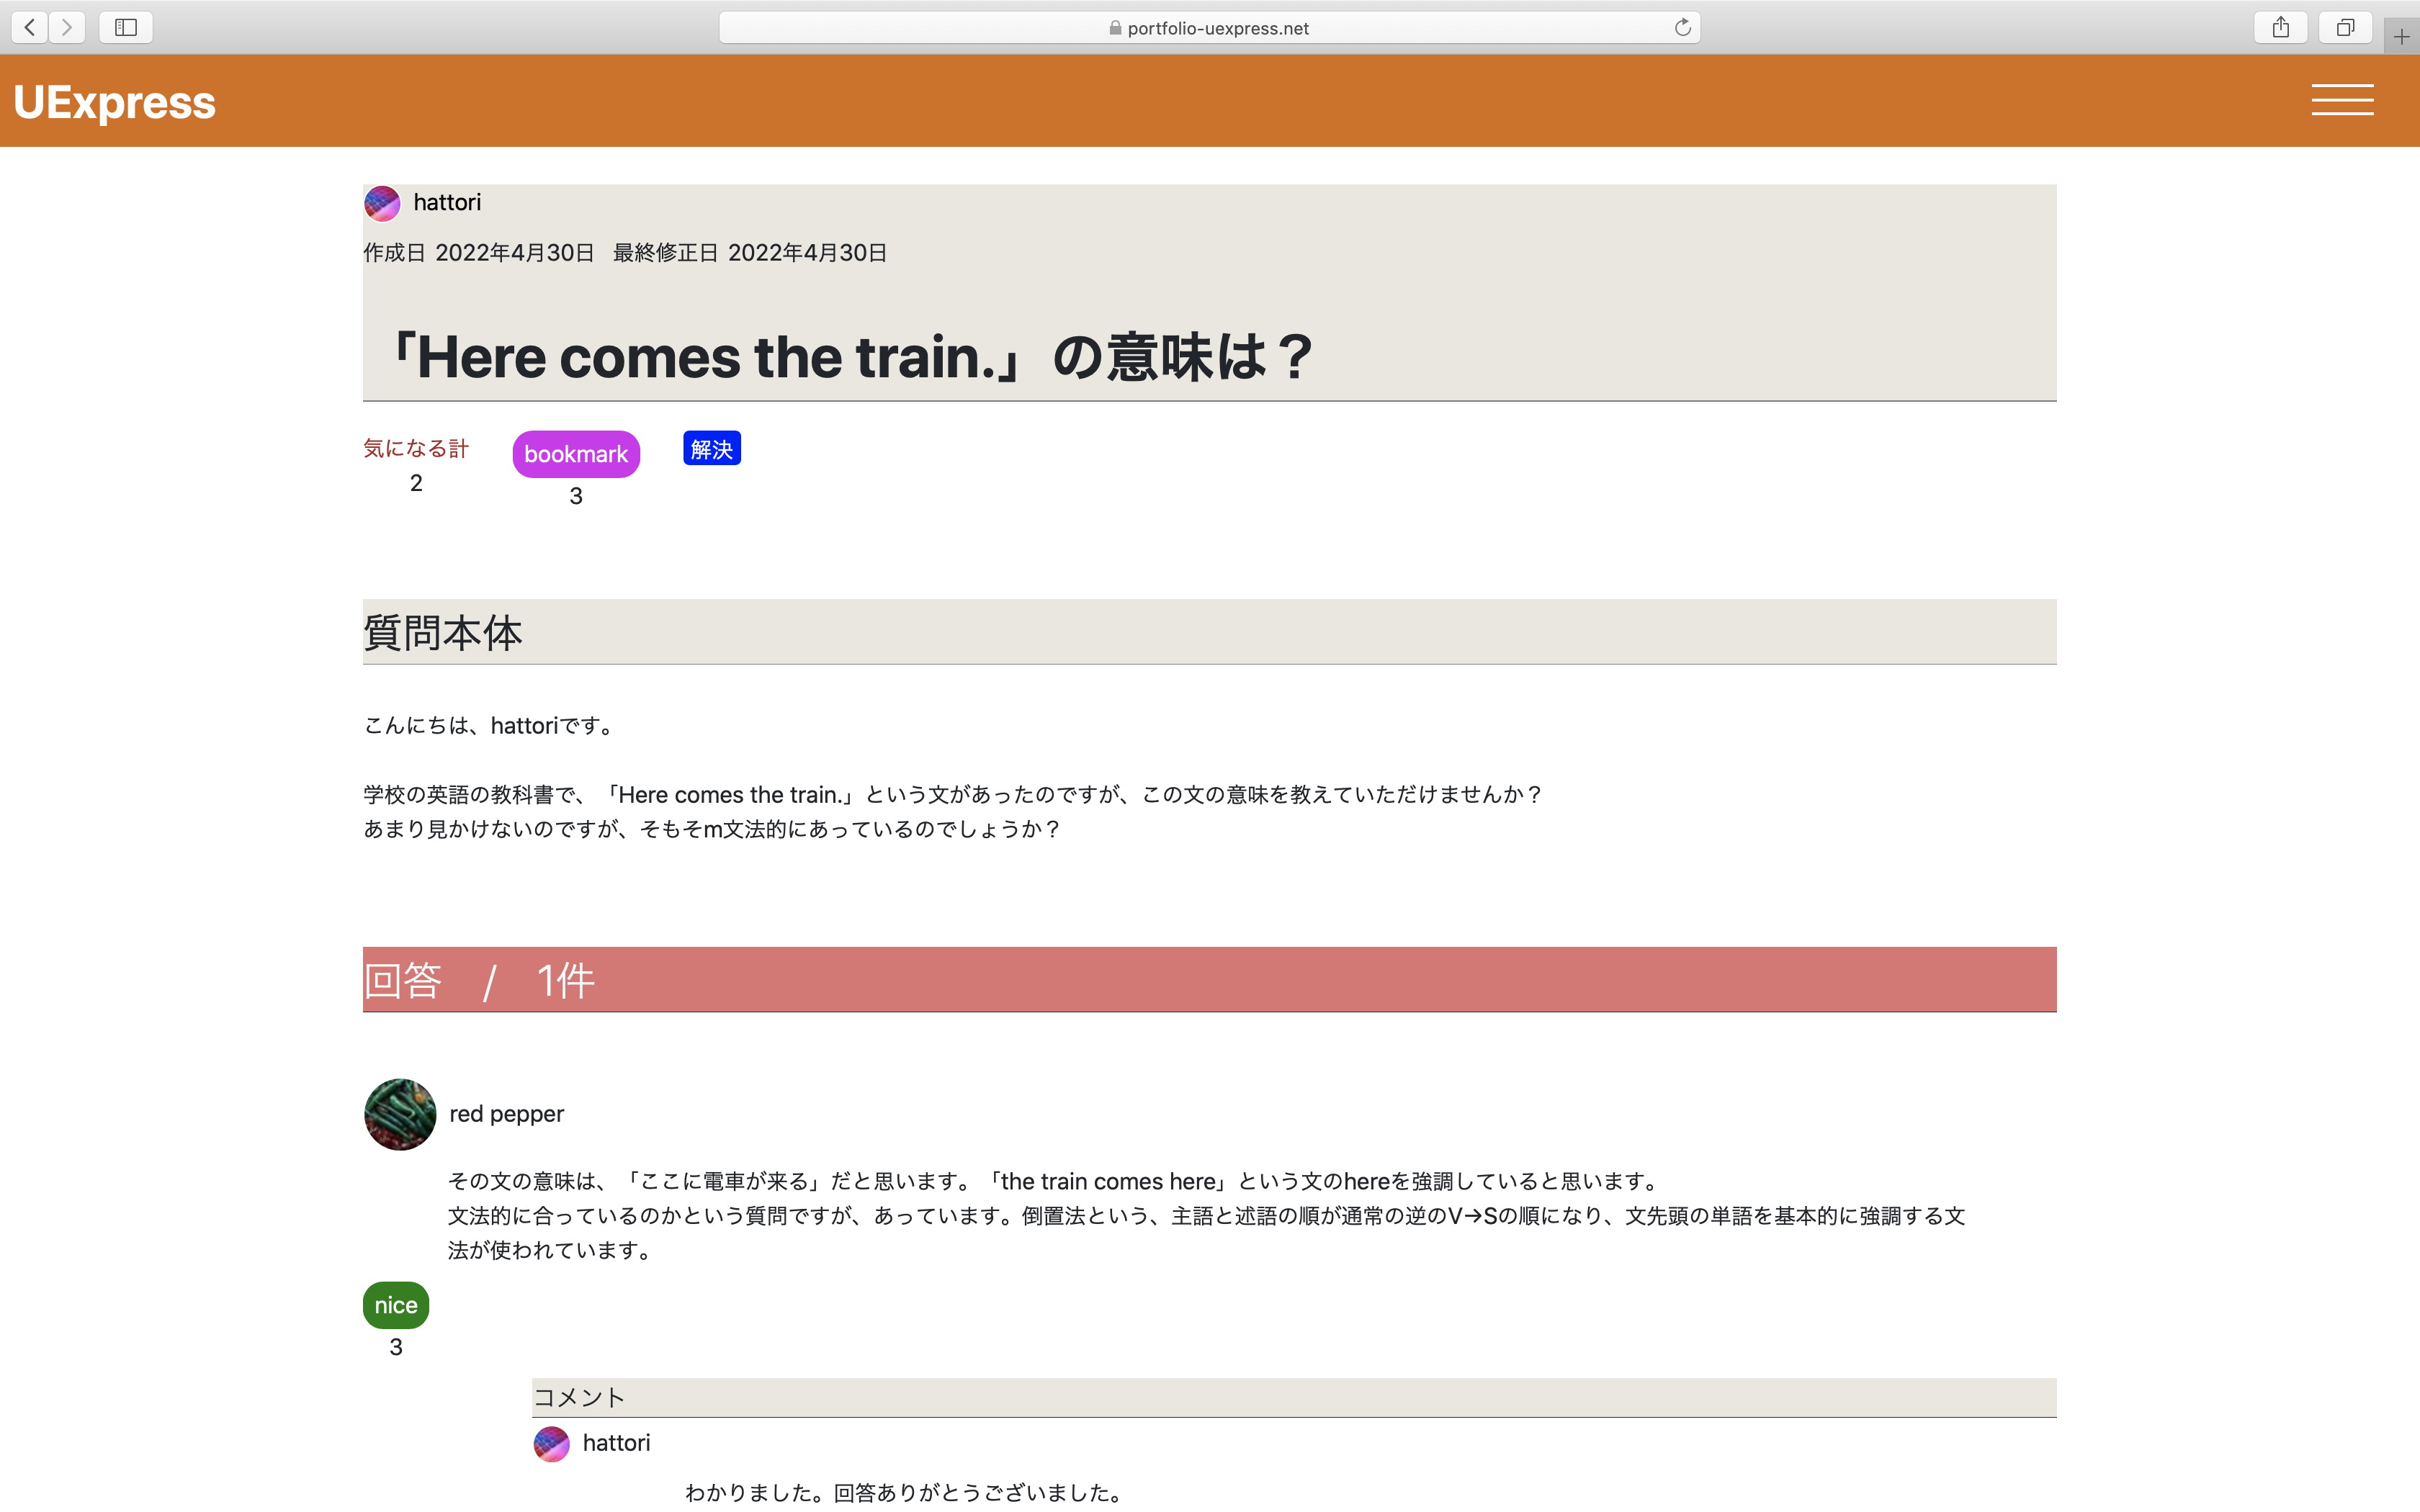 portfolio-uexpress.net
UExpress
hattori
作成日 2022年4月30日 最終修正日 2022年4月30日
「Here comes the train.」の意味は？
気になる計
2
bookmark
3
解決
質問本体
こんにちは、hattoriです。
学校の英語の教科書で、「Here comes the train.」という文があったのですが、この文の意味を教えていただけませんか？
あまり見かけないのですが、そもそm文法的にあっているのでしょうか？
回答 / 1件
red pepper
その文の意味は、「ここに電車が来る」だと思います。「the train comes here」という文のhereを強調していると思います。
文法的に合っているのかという質問ですが、あっています。倒置法という、主語と述語の順が通常の逆のV→Sの順になり、文先頭の単語を基本的に強調する文
法が使われています。
nice
3
コメント
hattori
わかりました。回答ありがとうございました。